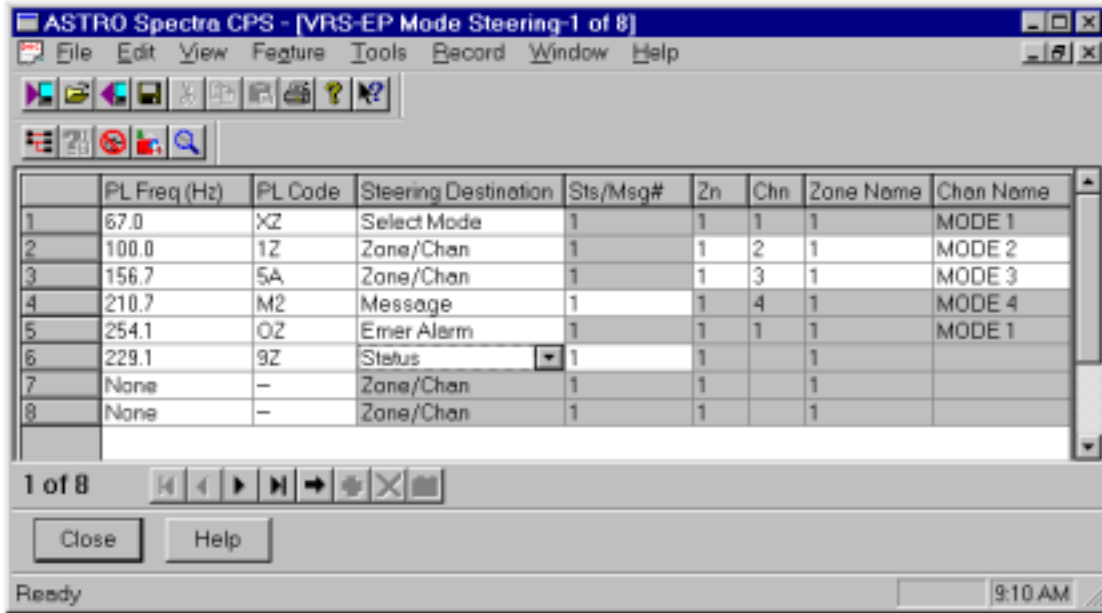 ASTRO Spectra CPS - [VRS-EP Mode Steering-1 of 8]
File Edit View Feature Tools Record Window Help
PL Freq (Hz) PL Code Steering Destination Sts/Msg# Zn Chn Zone Name Chan Name
1 67.0 XZ Select Mode 1 1 1 1 MODE 1
2 100.0 1Z Zone/Chan 1 1 2 1 MODE 2
3 156.7 5A Zone/Chan 1 1 3 1 MODE 3
4 210.7 M2 Message 1 1 4 1 MODE 4
5 254.1 OZ Emer Alarm 1 1 1 1 MODE 1
6 229.1 9Z Status 1 1 1
7 None -- Zone/Chan 1 1 1
8 None -- Zone/Chan 1 1 1
1 of 8
Close Help
Ready 9:10 AM